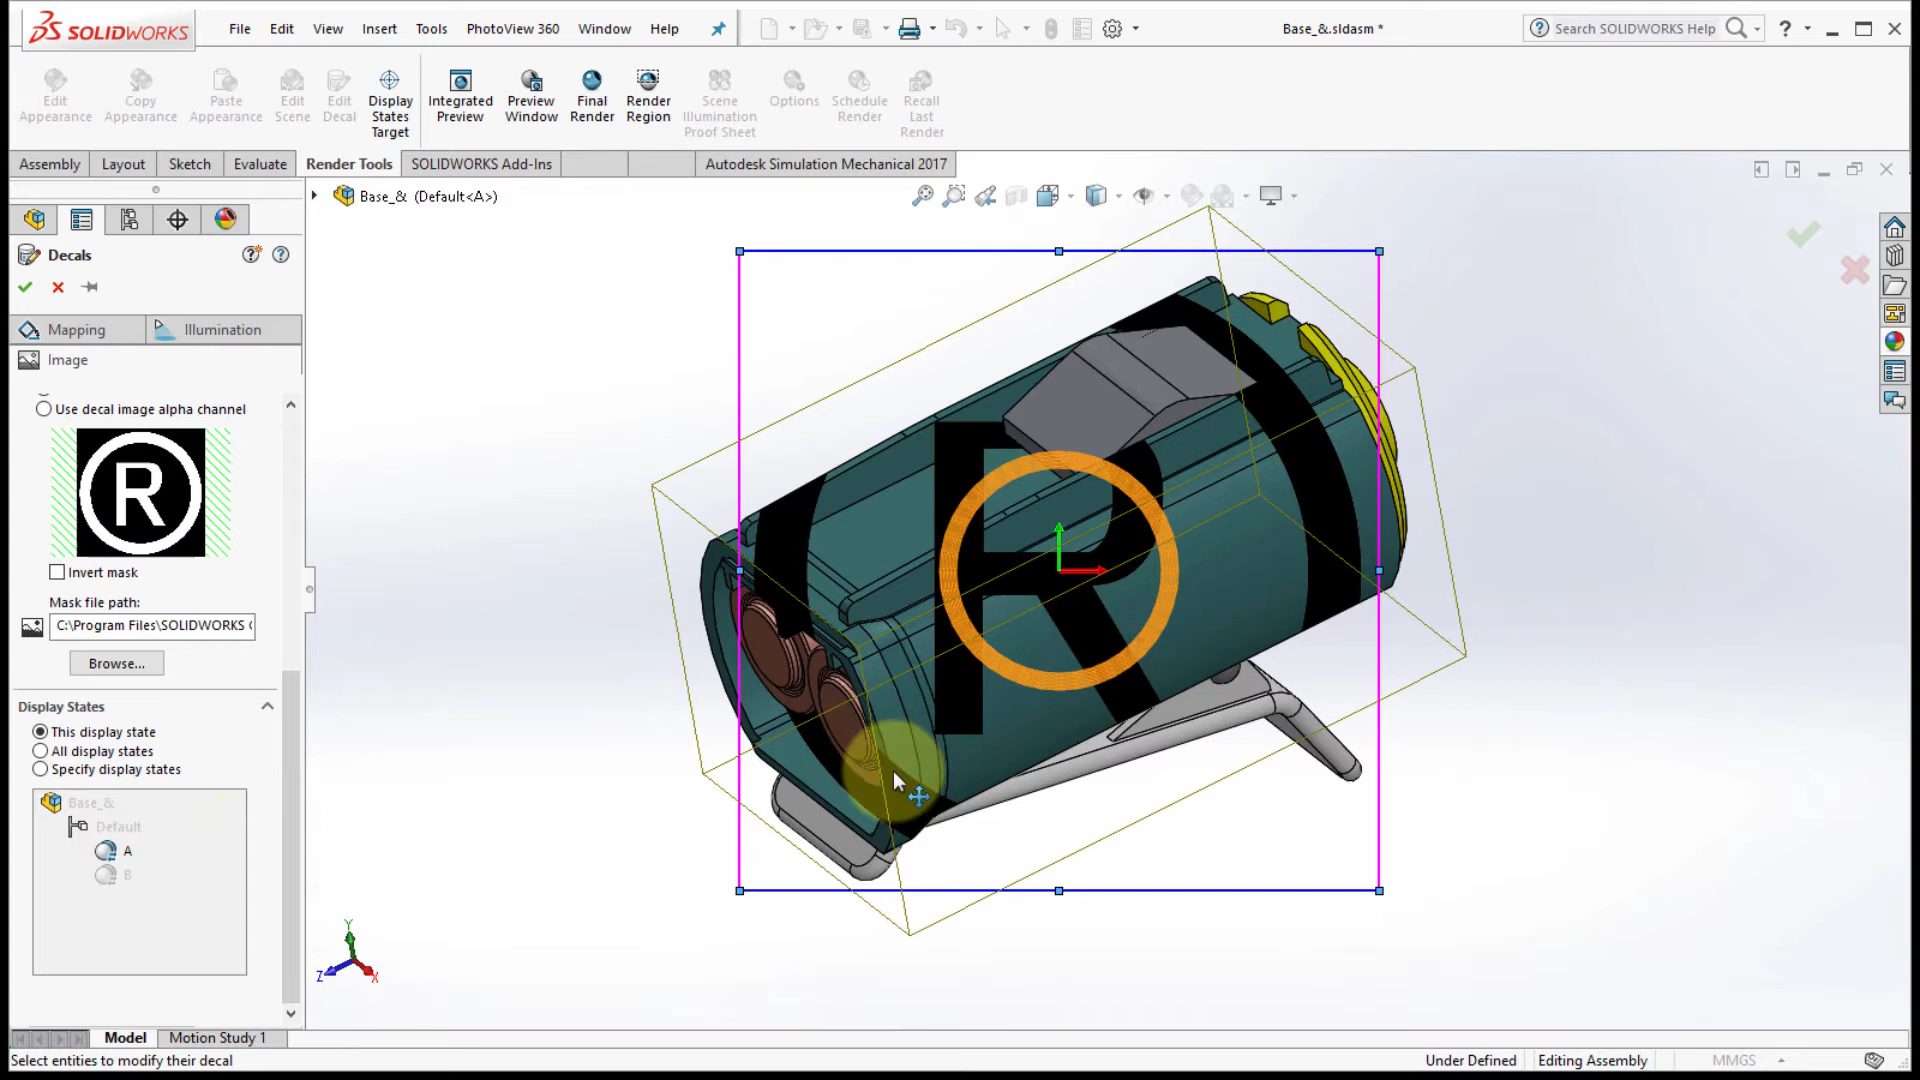 SOLIDWORKS File Edit View Insert Tools PhotoView 360 Window Help Base_&.sldasm * Search SOLIDWORKS Help ?
Edit Appearance Copy Appearance Paste Appearance Edit Scene Edit Decal Display States Target Integrated Preview Preview Window Final Render Render Region Scene Illumination Proof Sheet Options Schedule Render Recall Last Render
Assembly Layout Sketch Evaluate Render Tools SOLIDWORKS Add-Ins Autodesk Simulation Mechanical 2017
Base_& (Default<A>)
Decals
Mapping Illumination
Image
Use decal image alpha channel
R
Invert mask
Mask file path:
C:\Program Files\SOLIDWORKS (
Browse...
Display States
This display state
All display states
Specify display states
Base_&
Default
A
B
R
Y
Z
X
Model Motion Study 1
Select entities to modify their decal Under Defined Editing Assembly MMGS